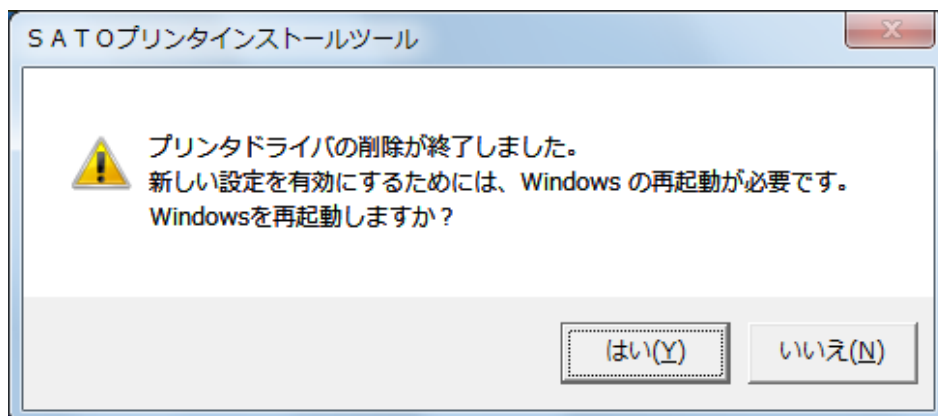 ＳＡＴＯプリンタインストールツール
プリンタドライバの削除が終了しました。
新しい設定を有効にするためには、Windows の再起動が必要です。
Windowsを再起動しますか？
はい(Y)
いいえ(N)